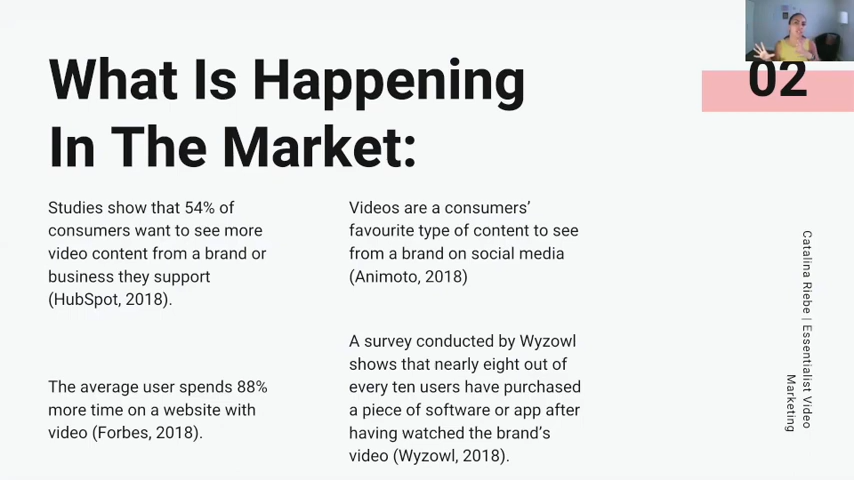 What Is Happening
In The Market:
02
Studies show that 54% of
consumers want to see more
video content from a brand or
business they support
(HubSpot, 2018).
The average user spends 88%
more time on a website with
video (Forbes, 2018).
Videos are a consumers’
favourite type of content to see
from a brand on social media
(Animoto, 2018)
A survey conducted by Wyzowl
shows that nearly eight out of
every ten users have purchased
a piece of software or app after
having watched the brand’s
video (Wyzowl, 2018).
Catalina Riebe | Essentialist Video
Marketing